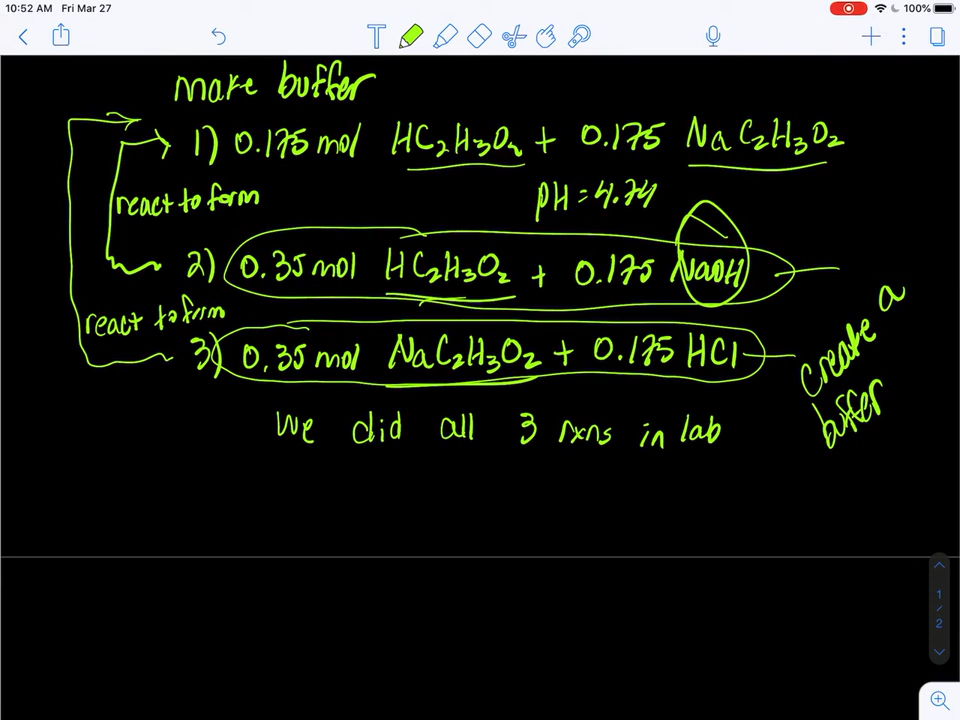 10:52 AM Fri Mar 27
100%
T
make buffer
1) 0.175 mol HC₂H₃O₂ + 0.175 NaC₂H₃O₂
react to form
pH = 4.74
2) 0.35 mol HC₂H₃O₂ + 0.175 NaOH
react to form
3) 0.35 mol NaC₂H₃O₂ + 0.175 HCl
create a
buffer
We did all 3 rxns in lab
1
/
2